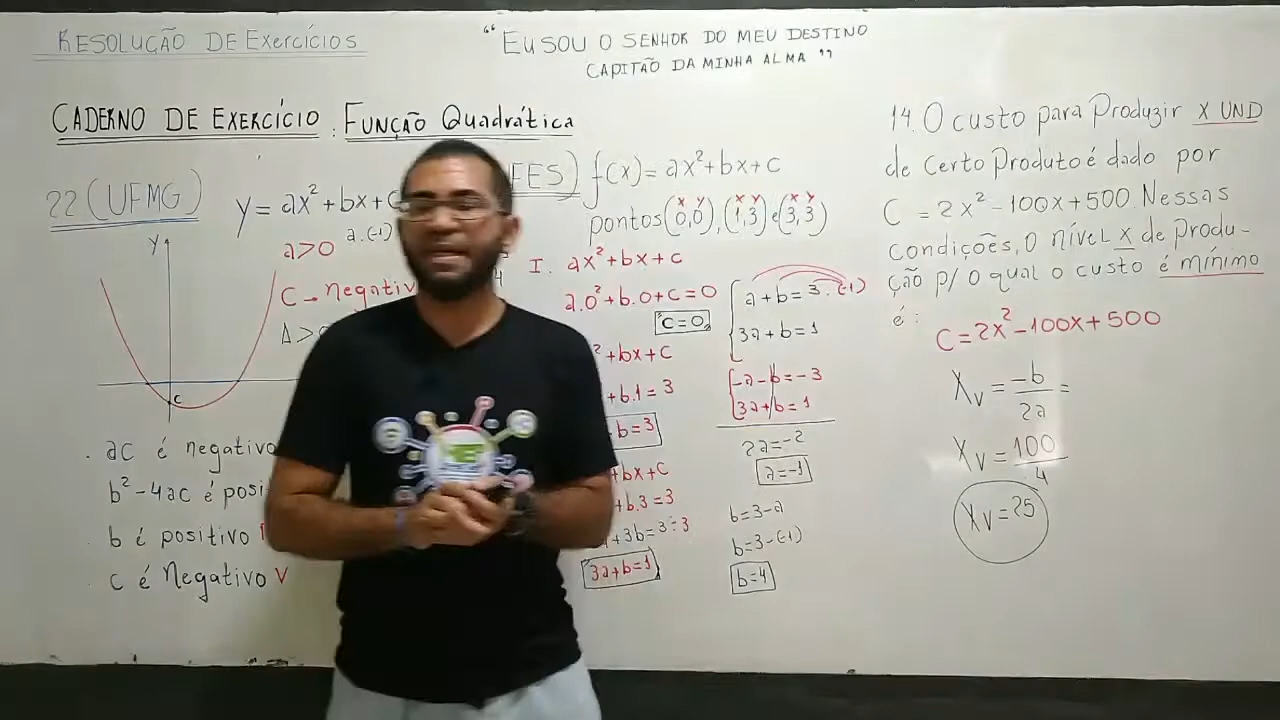 RESOLUÇÃO DE EXERCÍCIOS
"EU SOU O SENHOR DO MEU DESTINO
CAPITÃO DA MINHA ALMA"
CADERNO DE EXERCÍCIO: FUNÇÃO Quadrática
22 (UFMG)
y = ax²+bx+c
a.(-1)
y
a>0
C - negativ
Δ>
c
. ac é negativo
b²-4ac é posi
b é positivo
c é Negativo V
FES) f(x) = ax²+bx+c
x y x y x y
pontos (0,0), (1,3) e (3,3)
I. ax²+bx+c
a.0²+b.0+c=0
C=0
²+bx+c
+b.1=3
b=3
+bx+c
+b.3=3
+3b=3÷3
3a+b=1
a+b=3.(-1)
3a+b=1
-a-b=-3
3a+b=1
2a=-2
a=-1
b=3-a
b=3-(-1)
b=4
14. O custo para Produzir X UND
de Certo Produto é dado por
C = 2x²-100x+500 Nessas
Condições, O nível X de Produ-
ção p/ O qual o custo é mínimo
é:
C=2x²-100x+500
Xv = -b/2a =
Xv = 100/4
Xv=25